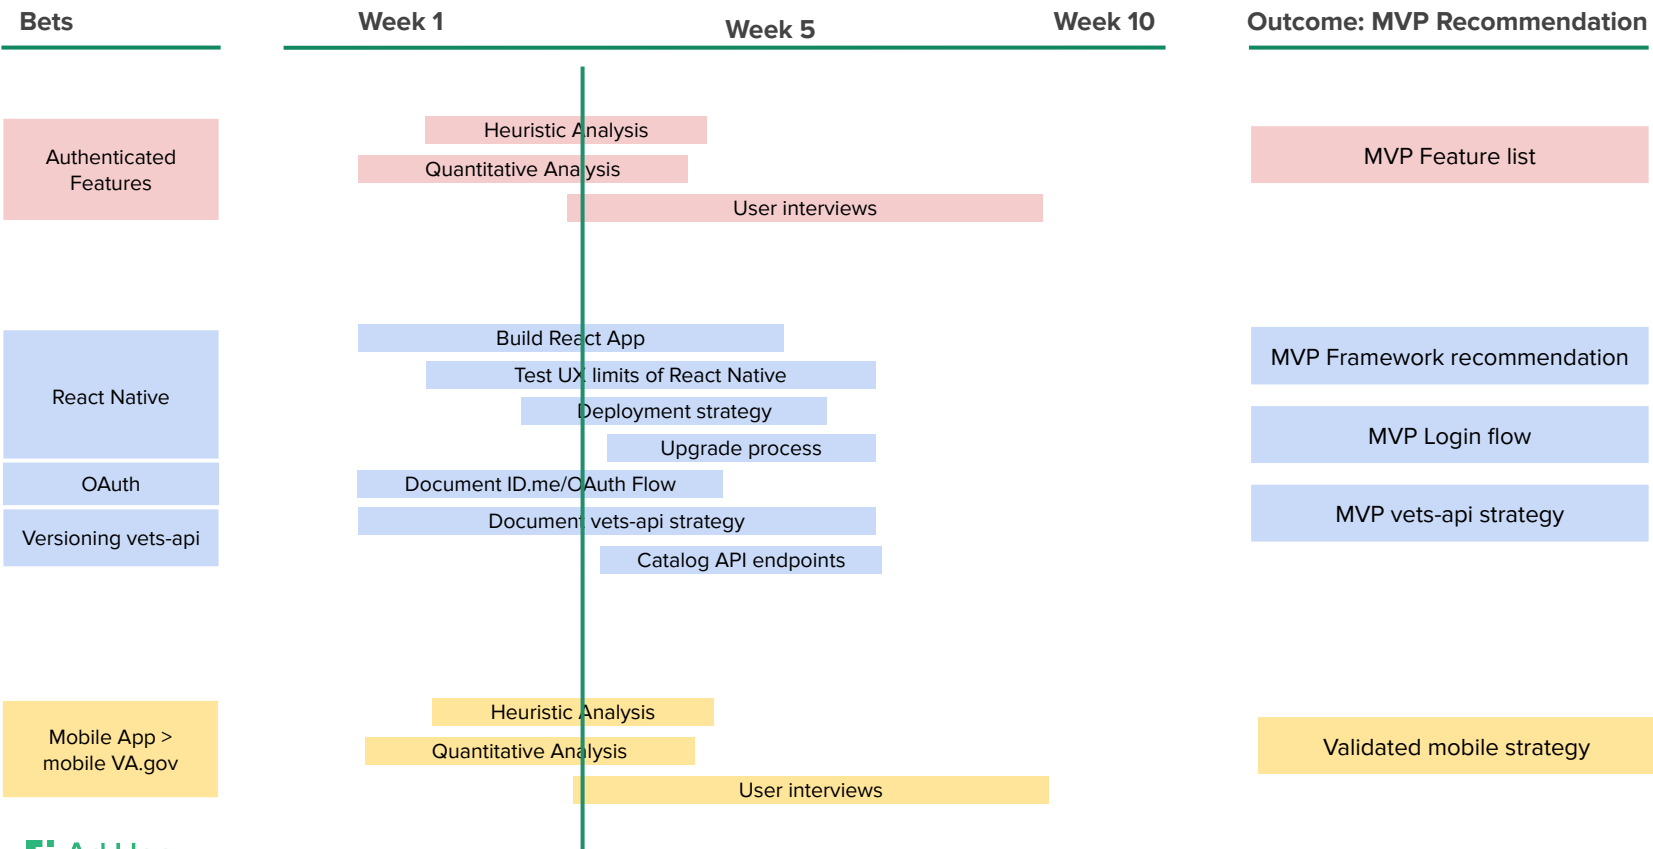 Bets
Week 1
Week 5
Week 10
Outcome: MVP Recommendation
Authenticated
Features
Heuristic Analysis
Quantitative Analysis
User interviews
MVP Feature list
React Native
Build React App
Test UX limits of React Native
Deployment strategy
Upgrade process
MVP Framework recommendation
MVP Login flow
OAuth
Document ID.me/OAuth Flow
Versioning vets-api
Document vets-api strategy
Catalog API endpoints
MVP vets-api strategy
Mobile App >
mobile VA.gov
Heuristic Analysis
Quantitative Analysis
User interviews
Validated mobile strategy